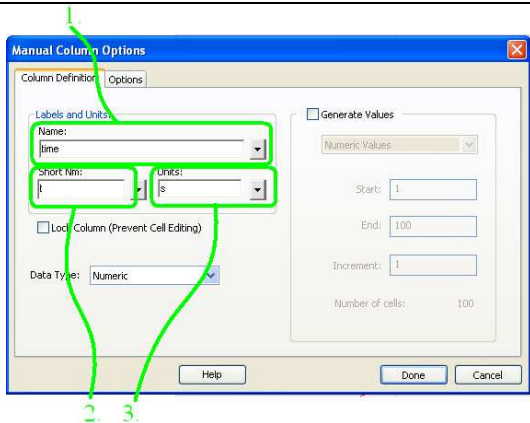 1.
Manual Column Options
Column Definition Options
Labels and Units
Name:
time
Short Nm: Units:
t s
Lock Column (Prevent Cell Editing)
Data Type: Numeric
Generate Values
Numeric Values
Start: 1
End: 100
Increment: 1
Number of cells: 100
Help Done Cancel
2. 3.